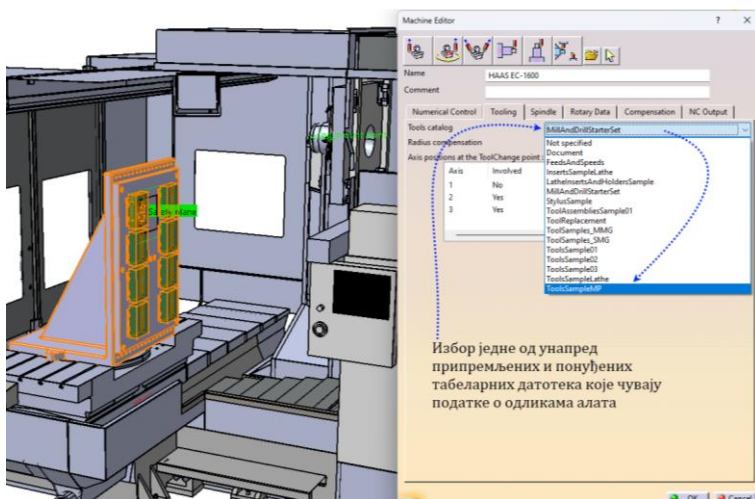 Machine Editor
? ×
Name HAAS EC-1600
Comment
Numerical Control Tooling Spindle Rotary Data Compensation NC Output
Tools catalog MillAndDrillStarterSet
Radius compensation
Axis positions at the ToolChange point :
Axis Involved
1 No
2 Yes
3 Yes
Not specified
Document
FeedsAndSpeeds
InsertsSampleLathe
LatheInsertsAndHoldersSample
MillAndDrillStarterSet
StylusSample
ToolAssembliesSample01
ToolReplacement
ToolSamples_MMG
ToolSamples_SMG
ToolsSample01
ToolsSample02
ToolsSample03
ToolsSampleLathe
ToolsSampleMP
Избор једне од унапред
припремљених и понуђених
табеларних датотека које чувају
податке о одликама алата
OK Cancel